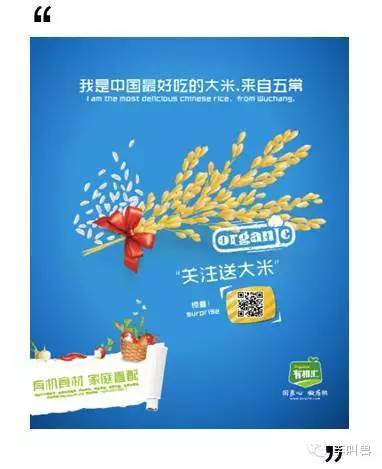 我是中国最好吃的大米,来自五常
I am the most delicious chinese rice, from Wuchang.
organic
“关注送大米”
惊喜!
surprise
有机食材 家庭直配
有机汇